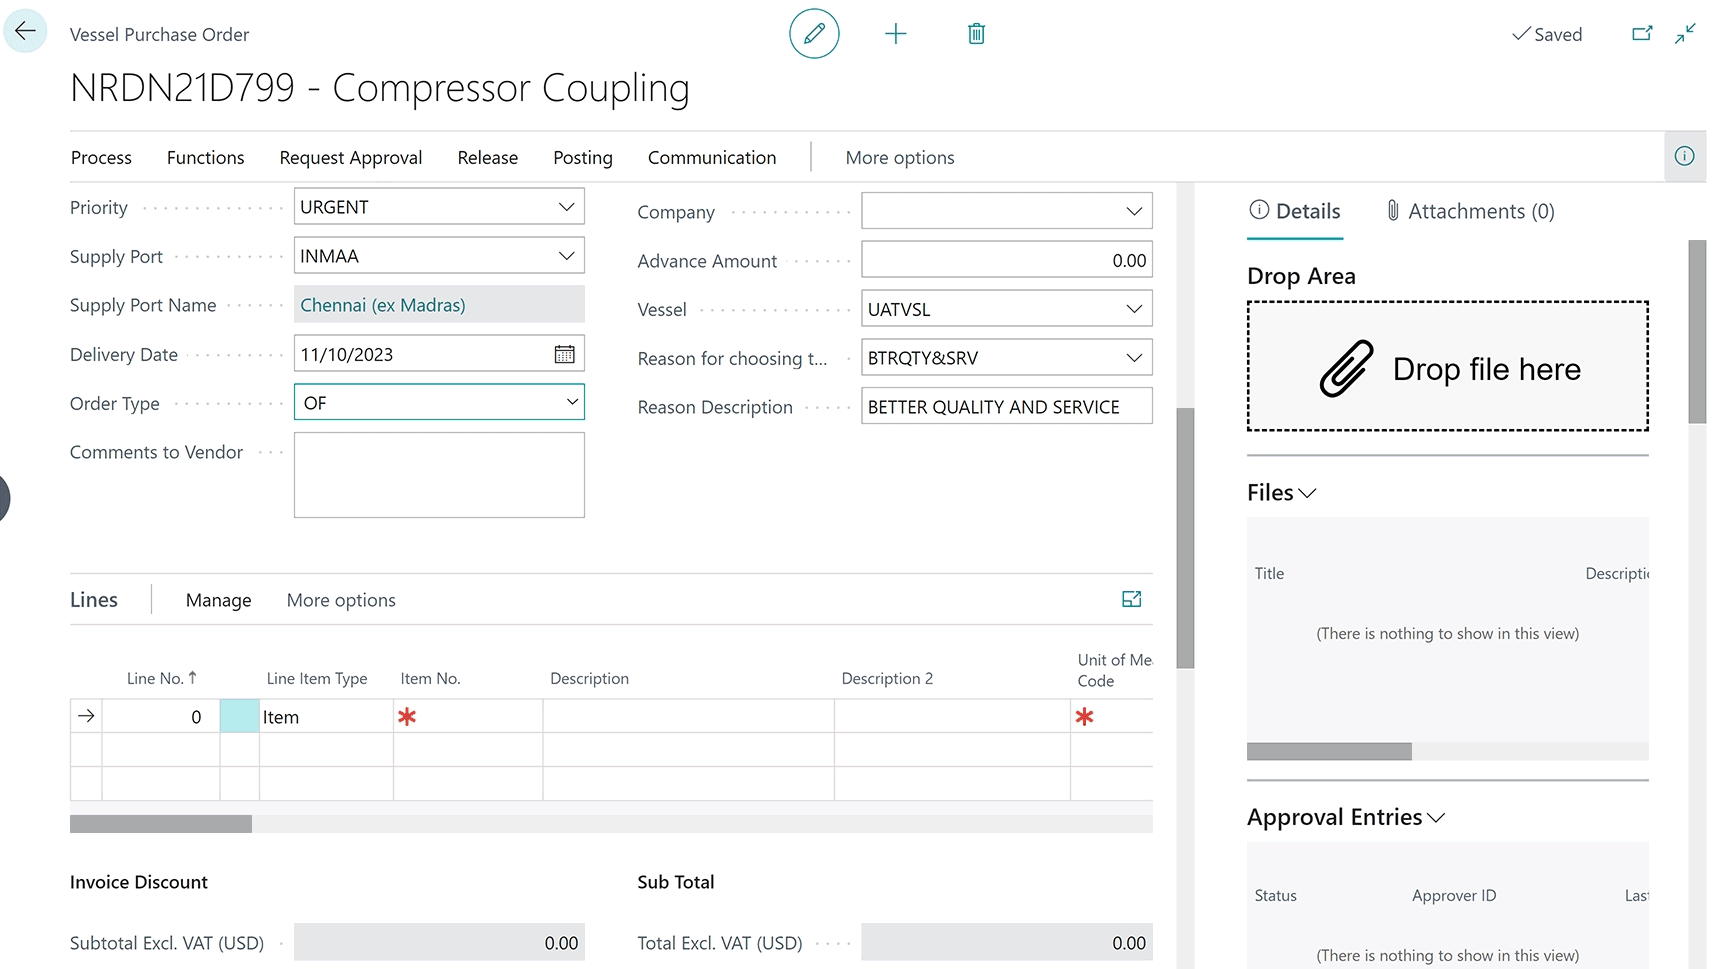 Vessel Purchase Order
Saved
NRDN21D799 - Compressor Coupling
Process Functions Request Approval Release Posting Communication More options
Priority URGENT
Supply Port INMAA
Supply Port Name Chennai (ex Madras)
Delivery Date 11/10/2023
Order Type OF
Comments to Vendor
Company
Advance Amount 0.00
Vessel UATVSL
Reason for choosing t... BTRQTY&SRV
Reason Description BETTER QUALITY AND SERVICE
Lines Manage More options
Line No. ↑ Line Item Type Item No. Description Description 2 Unit of Me
Code
0 Item * *
Invoice Discount
Sub Total
Subtotal Excl. VAT (USD) 0.00
Total Excl. VAT (USD) 0.00
Details Attachments (0)
Drop Area
Drop file here
Files
Title Descriptio
(There is nothing to show in this view)
Approval Entries
Status Approver ID Last
(There is nothing to show in this view)